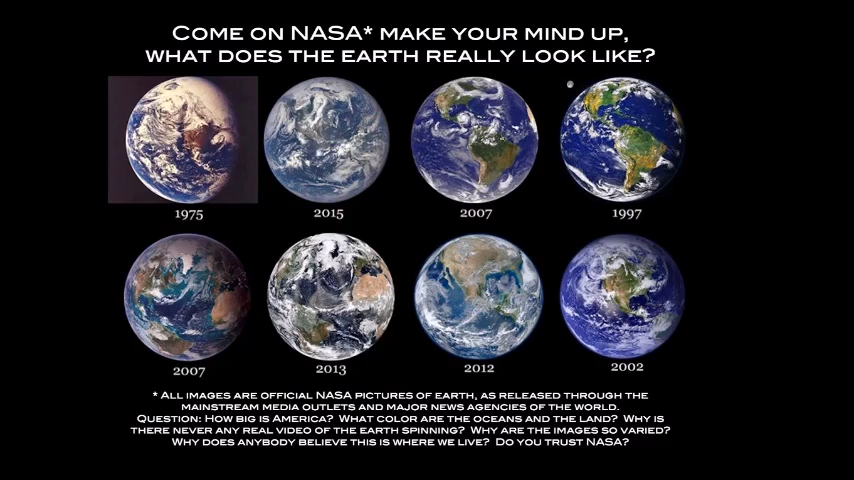 Come on NASA* make your mind up,
what does the earth really look like?
1975
2015
2007
1997
2007
2013
2012
2002
* All images are official NASA pictures of earth, as released through the
mainstream media outlets and major news agencies of the world.
Question: How big is America? What color are the oceans and the land? Why is
there never any real video of the earth spinning? Why are the images so varied?
Why does anybody believe this is where we live? Do you trust NASA?